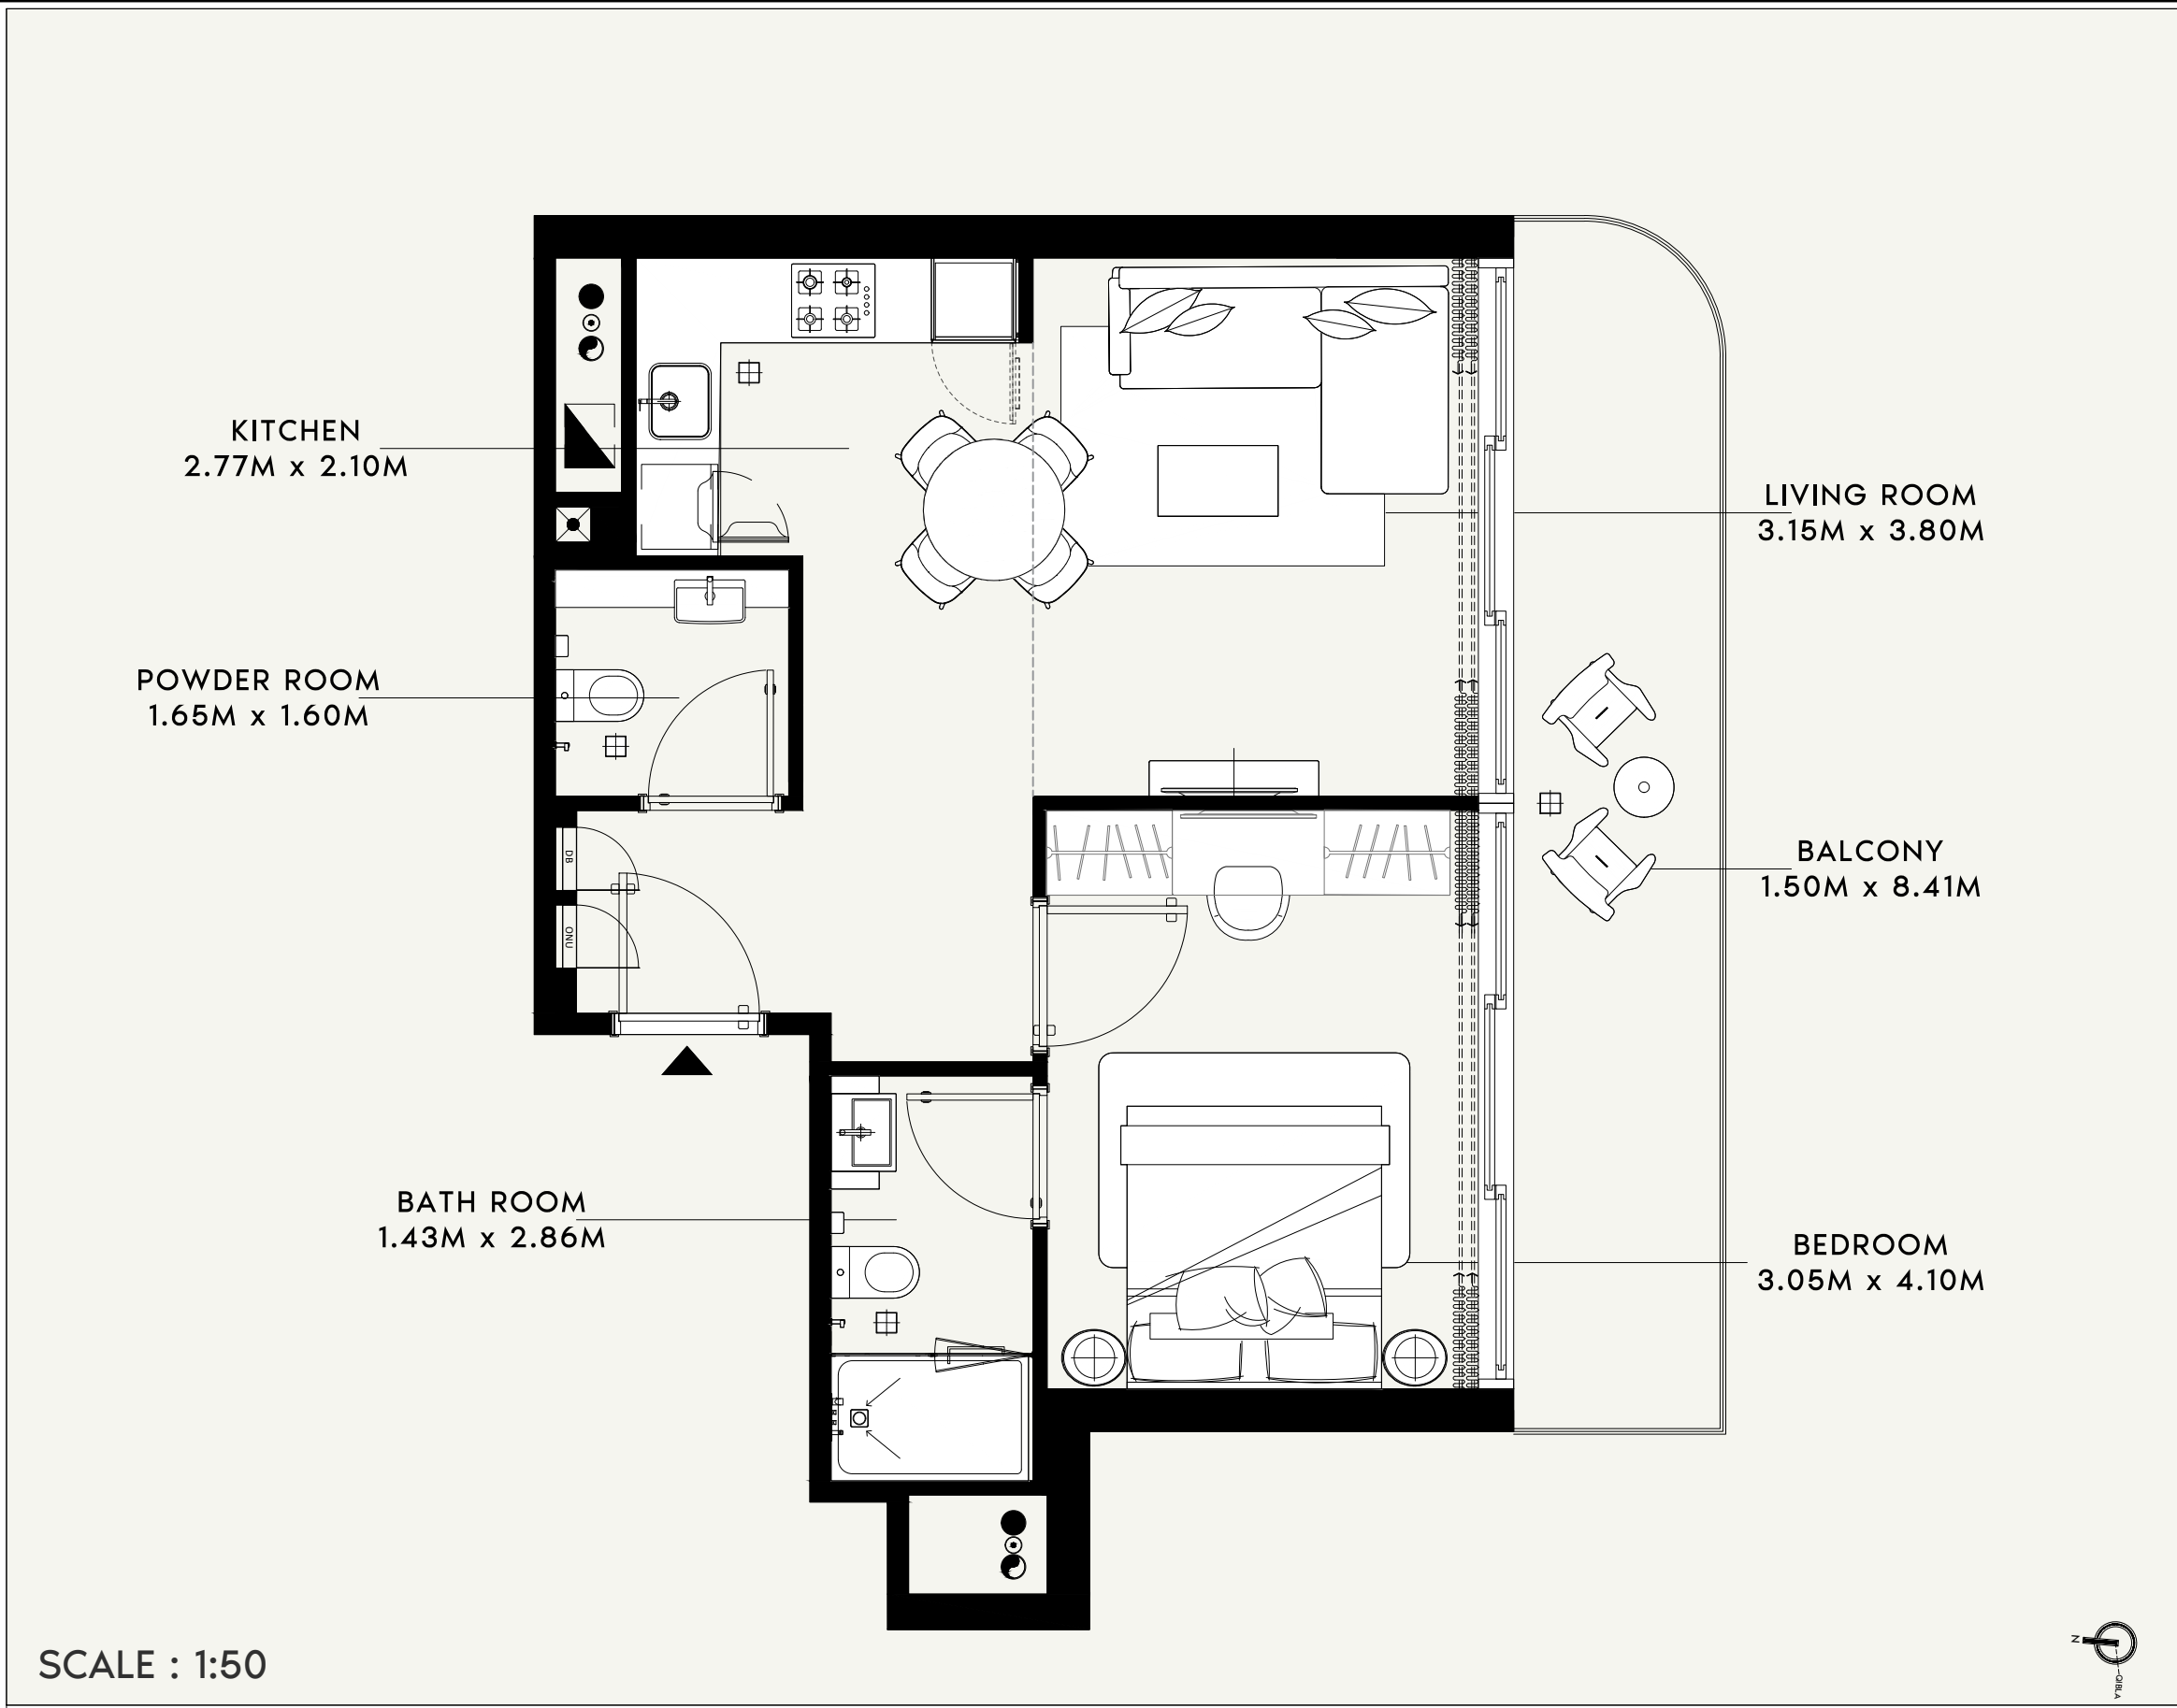 KITCHEN
2.77M x 2.10M
LIVING ROOM
3.15M x 3.80M
POWDER ROOM
1.65M x 1.60M
DB
BALCONY
1.50M x 8.41M
ONU
BATH ROOM
1.43M x 2.86M
BEDROOM
3.05M x 4.10M
SCALE : 1:50
N
QIBLA